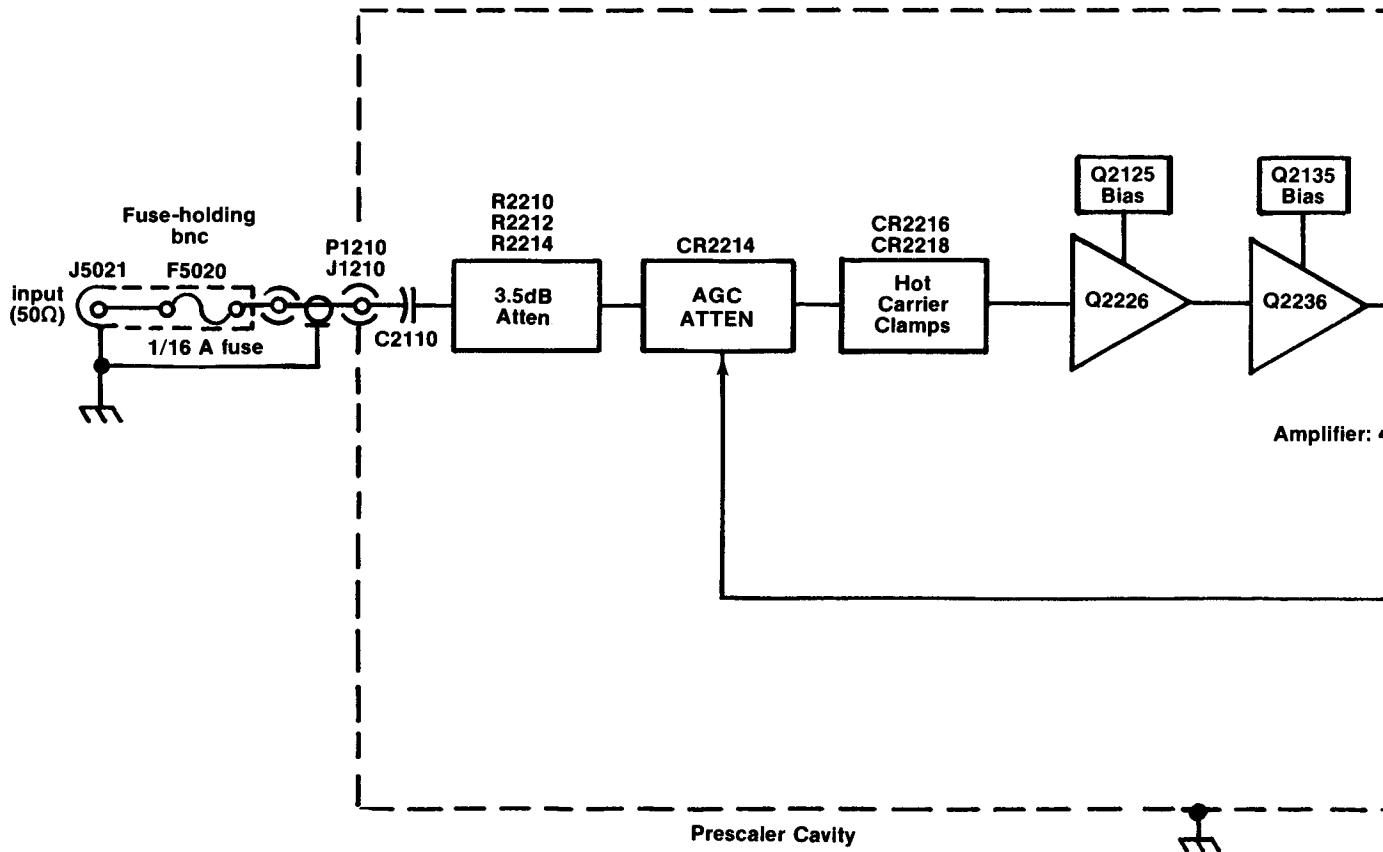 Fuse-holding
bnc
J5021
F5020
input
(50Ω)
1/16 A fuse
P1210
J1210
C2110
R2210
R2212
R2214
3.5dB
Atten
CR2214
AGC
ATTEN
CR2216
CR2218
Hot
Carrier
Clamps
Q2125
Bias
Q2226
Q2135
Bias
Q2236
Amplifier:
Prescaler Cavity